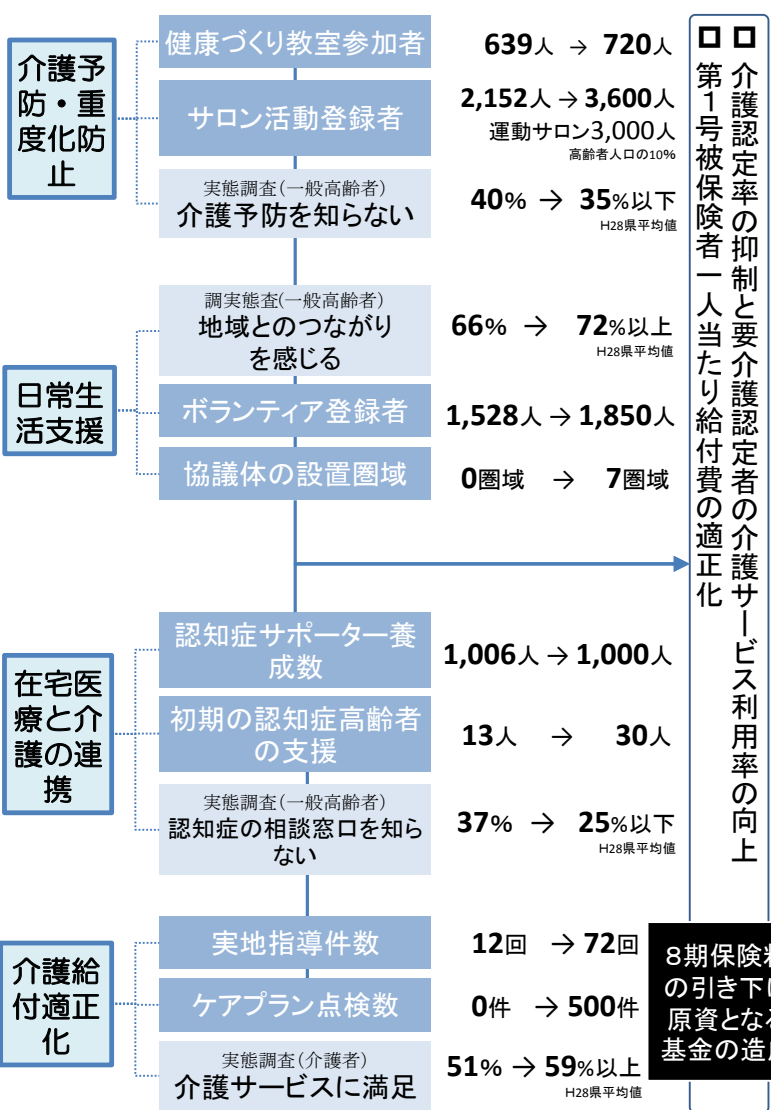 介護予
防・重
度化防
止
健康づくり教室参加者
639人 → 720人
サロン活動登録者
2,152人 → 3,600人
運動サロン3,000人
高齢者人口の10%
実態調査(一般高齢者)
介護予防を知らない
40% → 35%以下
H28県平均値
日常生
活支援
調実態査(一般高齢者)
地域とのつながり
を感じる
66% → 72%以上
H28県平均値
ボランティア登録者
1,528人 → 1,850人
協議体の設置圏域
0圏域 → 7圏域
在宅医
療と介
護の連
携
認知症サポーター養
成数
1,006人 → 1,000人
初期の認知症高齢者
の支援
13人 → 30人
実態調査(一般高齢者)
認知症の相談窓口を知ら
ない
37% → 25%以下
H28県平均値
介護給
付適正
化
実地指導件数
12回 → 72回
ケアプラン点検数
0件 → 500件
実態調査(介護者)
介護サービスに満足
51% → 59%以上
H28県平均値
□ 介護認定率の抑制と要介護認定者の介護サービス利用率の向上
□ 第1号被保険者一人当たり給付費の適正化
8期保険
の引き下
原資とな
基金の造